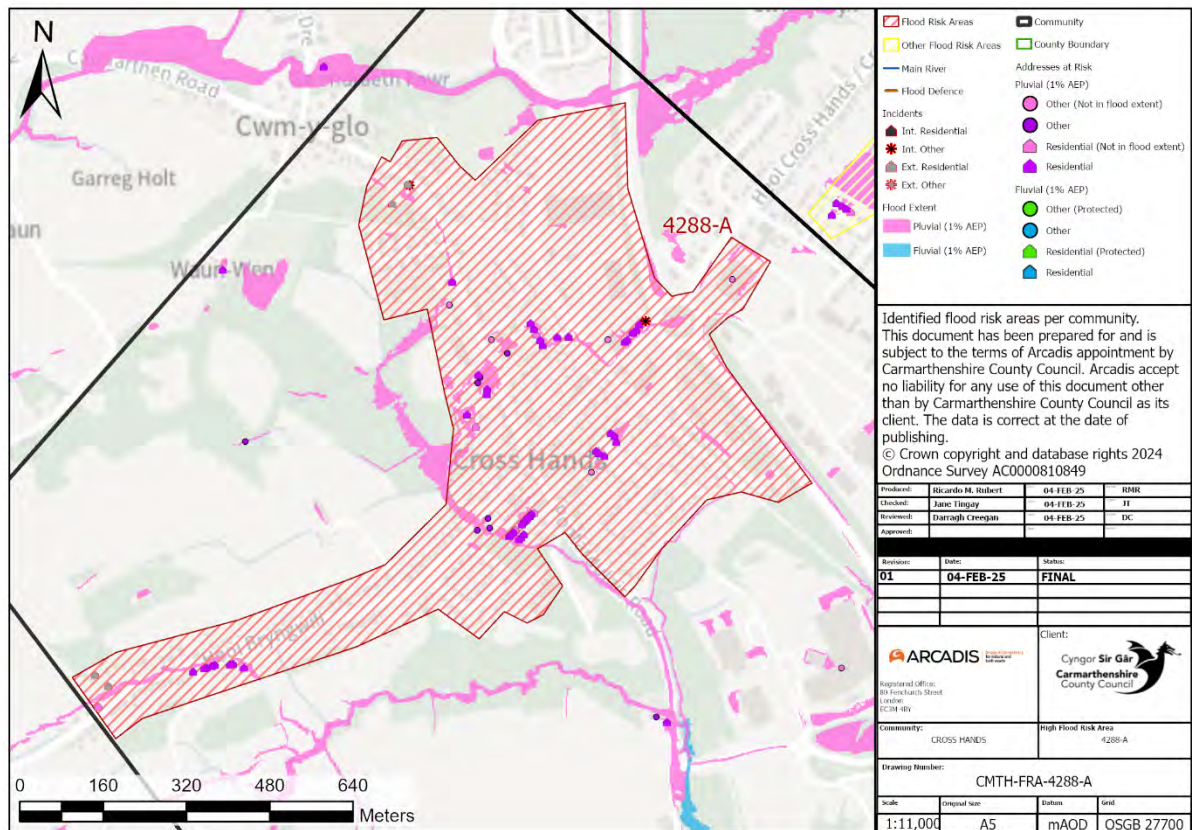 N
Carmarthen Road
Cwm-y-glo
Garreg Holt
aun
Waun Wen
4288-A
Heol Cross Hands / C
Cross Hands
Road
Heol Bryngwili
0 160 320 480 640
Meters
Flood Risk Areas
Other Flood Risk Areas
Main River
Flood Defence
Incidents
Int. Residential
Int. Other
Ext. Residential
Ext. Other
Flood Extent
Pluvial (1% AEP)
Fluvial (1% AEP)
Community
County Boundary
Addresses at Risk
Pluvial (1% AEP)
Other (Not in flood extent)
Other
Residential (Not in flood extent)
Residential
Fluvial (1% AEP)
Other (Protected)
Other
Residential (Protected)
Residential
Identified flood risk areas per community.
This document has been prepared for and is
subject to the terms of Arcadis appointment by
Carmarthenshire County Council. Arcadis accept
no liability for any use of this document other
than by Carmarthenshire County Council as its
client. The data is correct at the date of
publishing.
© Crown copyright and database rights 2024
Ordnance Survey AC0000810849
Produced: Ricardo M. Rubert 04-FEB-25 RMR
Checked: Jane Tingay 04-FEB-25 JT
Reviewed: Darragh Creegan 04-FEB-25 DC
Approved:
Revision: Date: Status:
01 04-FEB-25 FINAL
ARCADIS
Registered Office:
80 Fenchurch Street
London
EC3M 4BY
Client:
Cyngor Sir Gâr
Carmarthenshire
County Council
Community:
CROSS HANDS
High Flood Risk Area
4288-A
Drawing Number:
CMTH-FRA-4288-A
Scale Original Size Datum Grid
1:11,000 A5 mAOD OSGB 27700